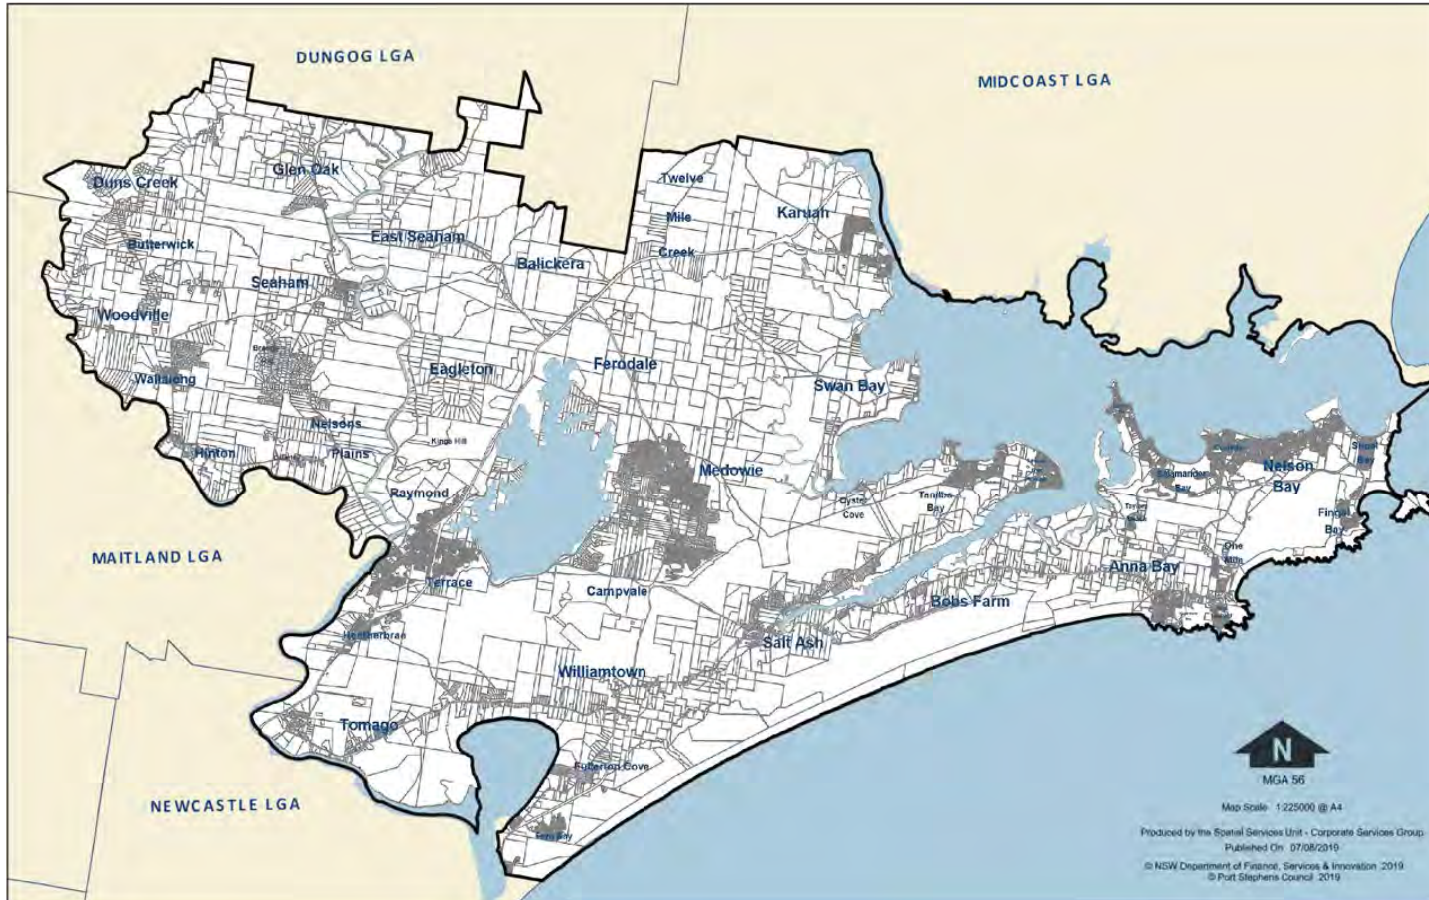 DUNGOG LGA
MIDCOAST LGA
Glen Oak
Duns Creek
Twelve
Mile
Creek
Karuah
Butterwick
East Seaham
Balickera
Seaham
Woodville
Wallalong
Eagleton
Ferodale
Swan Bay
Nelsons
Plains
Kings Hill
Hinton
Medowie
Raymond
Terrace
Oyster
Cove
Tanilba
Bay
Salamander
Bay
Nelson
Bay
Shoal
Bay
Fingal
Bay
One
Mile
Anna Bay
Bobs Farm
MAITLAND LGA
Campvale
Heatherbrae
Salt Ash
Williamtown
Tomago
Fullerton Cove
NEWCASTLE LGA
N
MGA 56
Map Scale 1:225000 @ A4
Produced by the Spatial Services Unit - Corporate Services Group
Published On 07/08/2019
© NSW Department of Finance, Services & Innovation 2019
© Port Stephens Council 2019